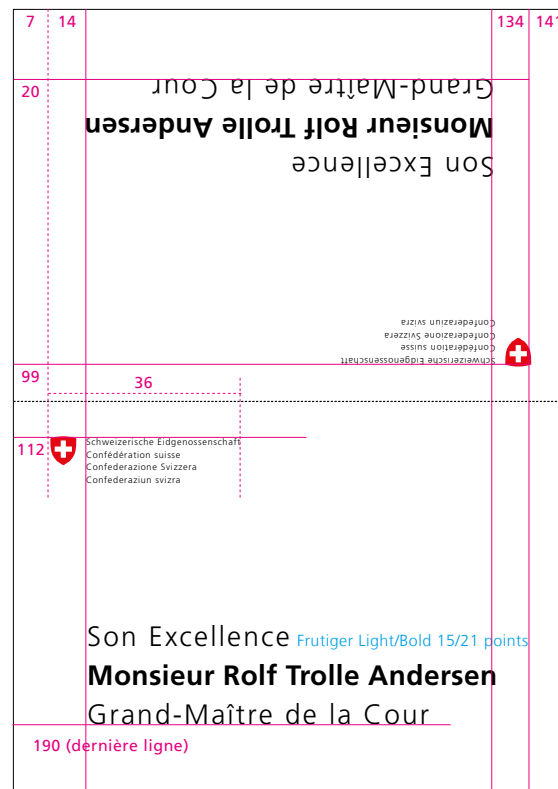 7 14 134 141
20
Grand-Maître de la Cour
Monsieur Rolf Trolle Andersen
Son Excellence
Confederaziun svizra
Confederazione Svizzera
Confédération suisse
Schweizerische Eidgenossenschaft
99
36
112
Schweizerische Eidgenossenschaft
Confédération suisse
Confederazione Svizzera
Confederaziun svizra
Son Excellence Frutiger Light/Bold 15/21 points
Monsieur Rolf Trolle Andersen
Grand-Maître de la Cour
190 (dernière ligne)